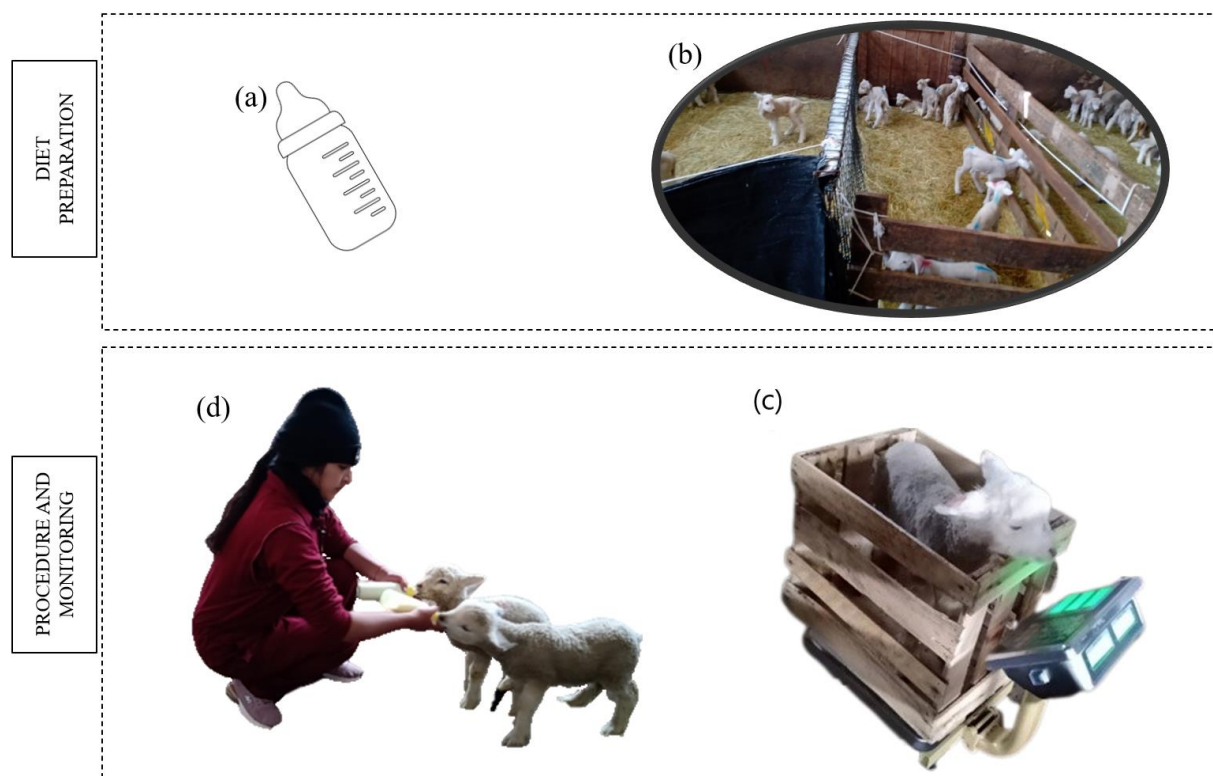 DIET
PREPARATION
(a)
(b)
PROCEDURE AND
MONITORING
(d)
(c)